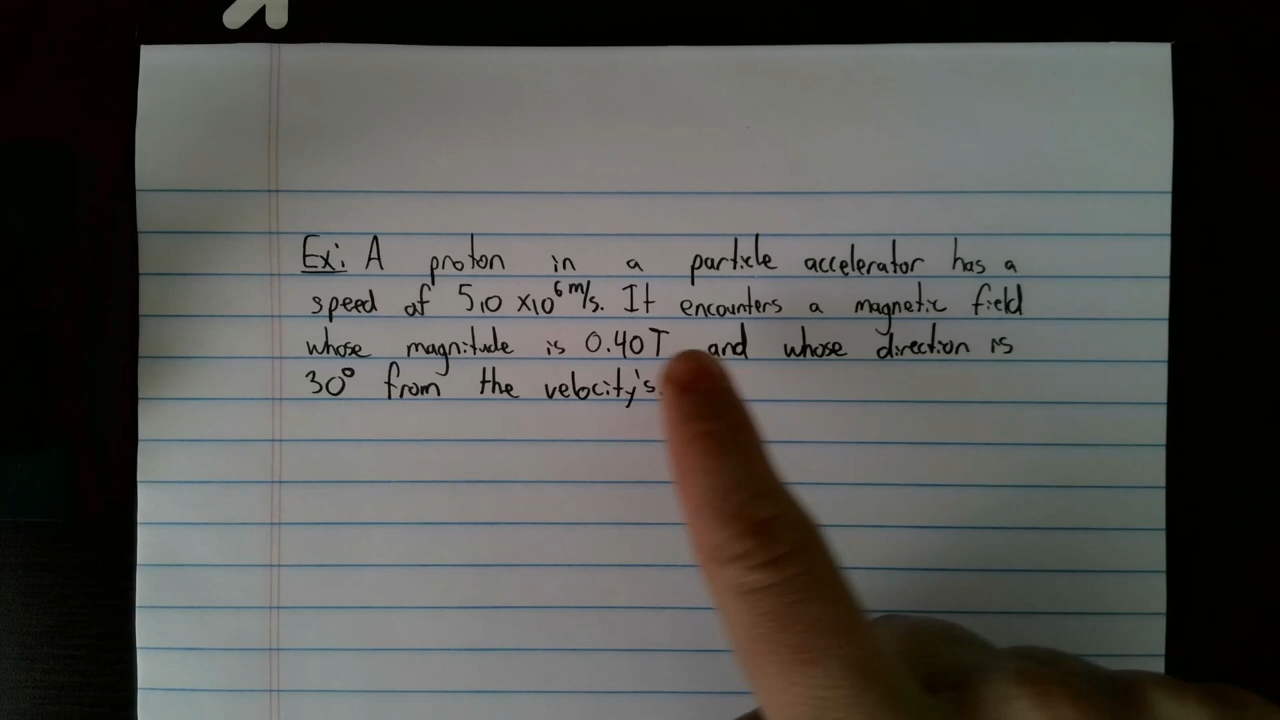 Ex: A proton in a particle accelerator has a
speed of 5.0 x10⁶ m/s. It encounters a magnetic field
whose magnitude is 0.40T and whose direction is
30° from the velocity's.